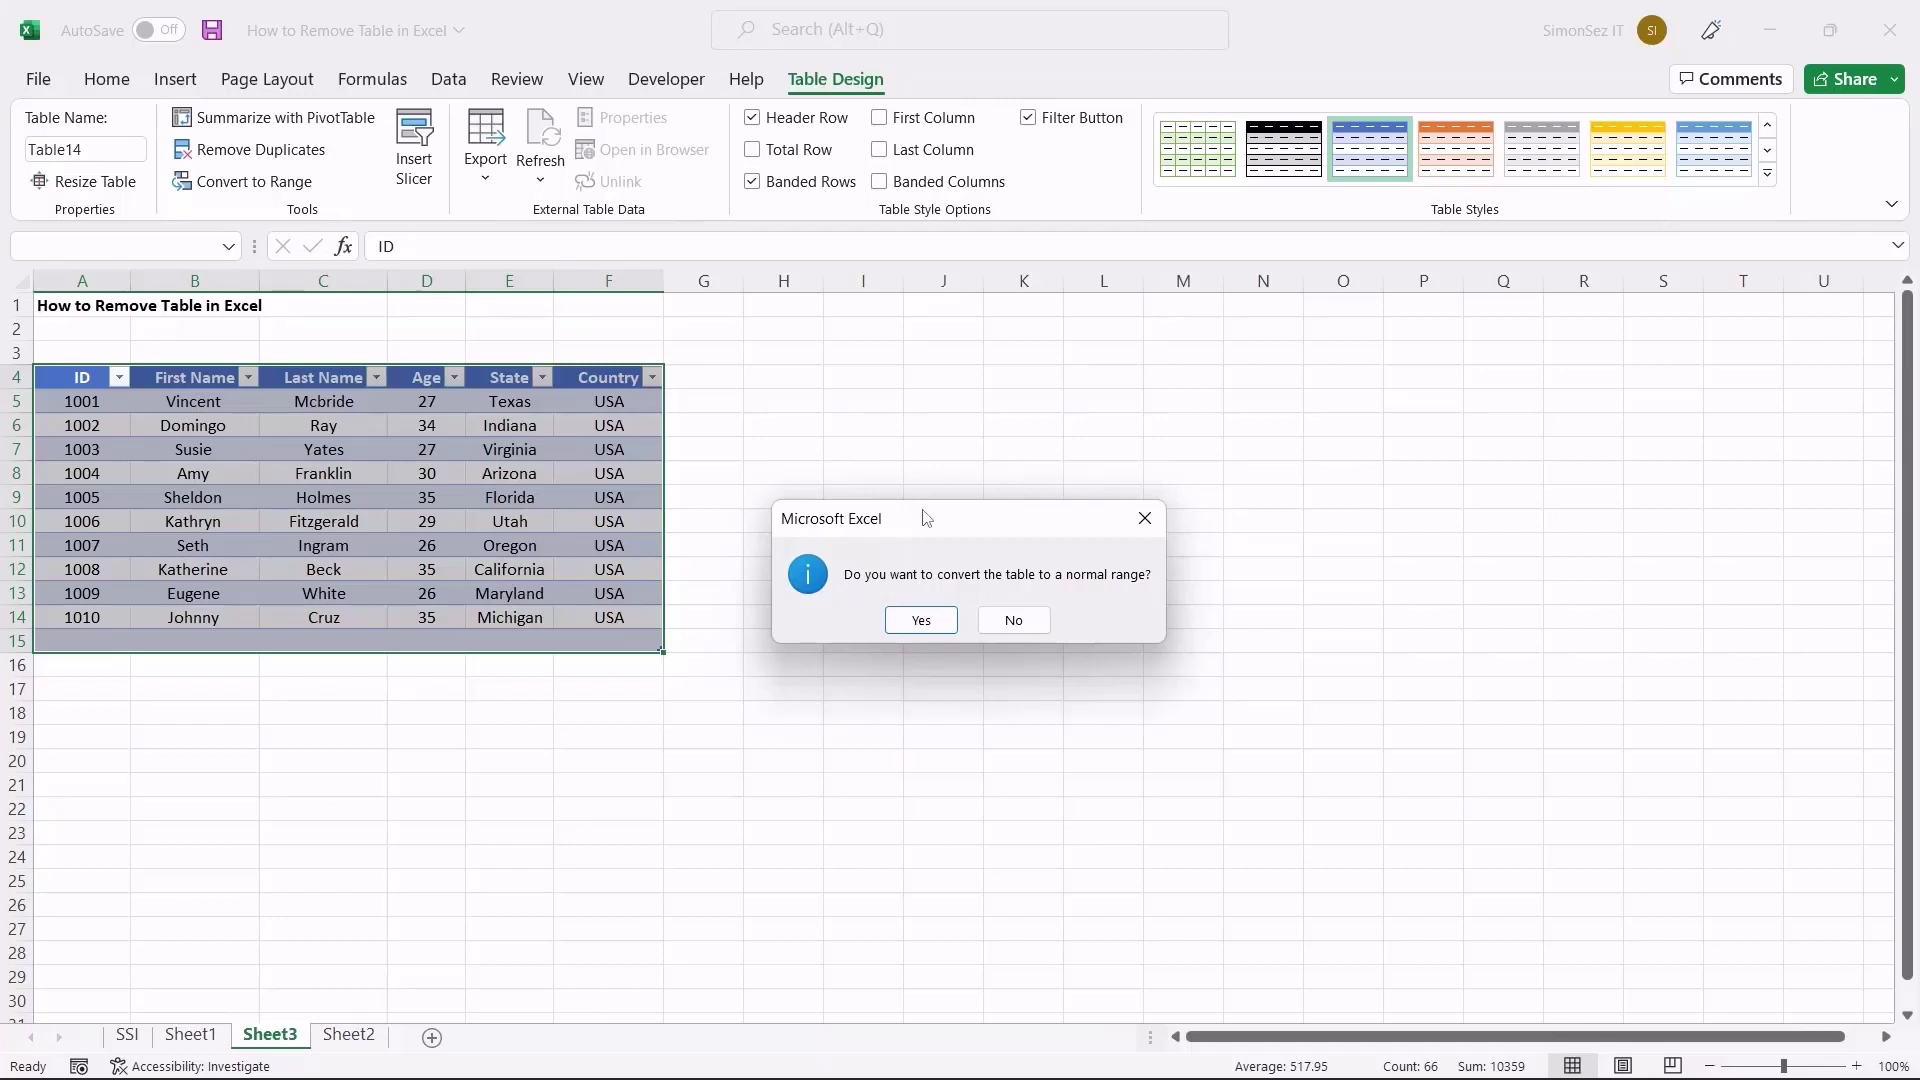 AutoSave Off How to Remove Table in Excel Search (Alt+Q) SimonSez IT SI
File Home Insert Page Layout Formulas Data Review View Developer Help Table Design Comments Share
Table Name:
Table14
Resize Table
Properties
Summarize with PivotTable
Remove Duplicates
Convert to Range
Tools
Insert
Slicer
Export
Refresh
Properties
Open in Browser
Unlink
External Table Data
Header Row First Column Filter Button
Total Row Last Column
Banded Rows Banded Columns
Table Style Options
Table Styles
fx ID
A B C D E F G H I J K L M N O P Q R S T U
1 How to Remove Table in Excel
2
3
4 ID First Name Last Name Age State Country
5 1001 Vincent Mcbride 27 Texas USA
6 1002 Domingo Ray 34 Indiana USA
7 1003 Susie Yates 27 Virginia USA
8 1004 Amy Franklin 30 Arizona USA
9 1005 Sheldon Holmes 35 Florida USA
10 1006 Kathryn Fitzgerald 29 Utah USA
11 1007 Seth Ingram 26 Oregon USA
12 1008 Katherine Beck 35 California USA
13 1009 Eugene White 26 Maryland USA
14 1010 Johnny Cruz 35 Michigan USA
15
16
17
18
19
20
21
22
23
24
25
26
27
28
29
30
Microsoft Excel
Do you want to convert the table to a normal range?
Yes No
SSI Sheet1 Sheet3 Sheet2
Ready Accessibility: Investigate Average: 517.95 Count: 66 Sum: 10359 100%